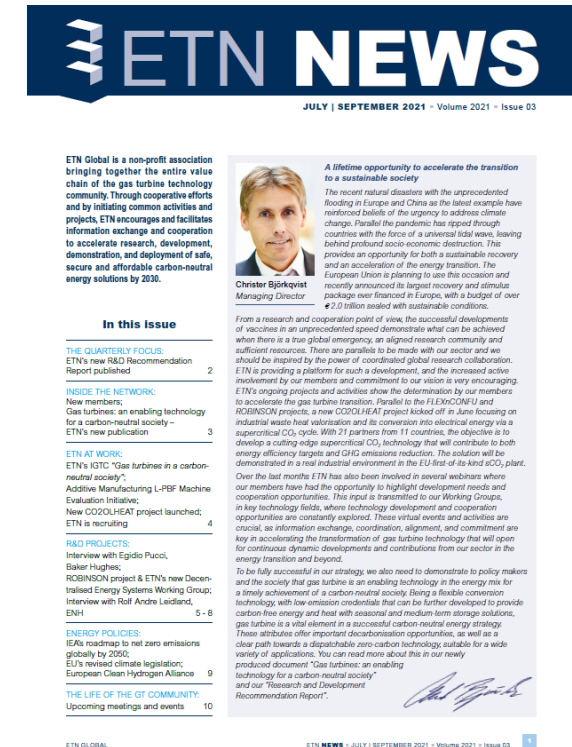 ETN NEWS
JULY | SEPTEMBER 2021 - Volume 2021 - Issue 03
ETN Global is a non-profit association
bringing together the entire value
chain of the gas turbine technology
community. Through cooperative efforts
and by initiating common activities and
projects, ETN encourages and facilitates
information exchange and cooperation
to accelerate research, development,
demonstration, and deployment of safe,
secure and affordable carbon-neutral
energy solutions by 2030.
In this issue
THE QUARTERLY FOCUS:
ETN's new R&D Recommendation
Report published 2
INSIDE THE NETWORK:
New members;
Gas turbines: an enabling technology
for a carbon-neutral society –
ETN's new publication 3
ETN AT WORK:
ETN's IGTC "Gas turbines in a carbon-
neutral society";
Additive Manufacturing L-PBF Machine
Evaluation Initiative;
New CO2OLHEAT project launched;
ETN is recruiting 4
R&D PROJECTS:
Interview with Egidio Pucci,
Baker Hughes;
ROBINSON project & ETN's new Decen-
tralised Energy Systems Working Group;
Interview with Rolf Andre Leidland,
ENH 5 - 8
ENERGY POLICIES:
IEA's roadmap to net zero emissions
globally by 2050;
EU's revised climate legislation;
European Clean Hydrogen Alliance 9
THE LIFE OF THE GT COMMUNITY:
Upcoming meetings and events 10
Christer Björkqvist
Managing Director
A lifetime opportunity to accelerate the transition
to a sustainable society
The recent natural disasters with the unprecedented
flooding in Europe and China as the latest example have
reinforced beliefs of the urgency to address climate
change. Parallel the pandemic has ripped through
countries with the force of a universal tidal wave, leaving
behind profound socio-economic destruction. This
provides an opportunity for both a sustainable recovery
and an acceleration of the energy transition. The
European Union is planning to use this occasion and
recently announced its largest recovery and stimulus
package ever financed in Europe, with a budget of over
€ 2.0 trillion sealed with sustainable conditions.
From a research and cooperation point of view, the successful developments
of vaccines in an unprecedented speed demonstrate what can be achieved
when there is a true global emergency, an aligned research community and
sufficient resources. There are parallels to be made with our sector and we
should be inspired by the power of coordinated global research collaboration.
ETN is providing a platform for such a development, and the increased active
involvement by our members and commitment to our vision is very encouraging.
ETN's ongoing projects and activities show the determination by our members
to accelerate the gas turbine transition. Parallel to the FLEXnCONFU and
ROBINSON projects, a new CO2OLHEAT project kicked off in June focusing on
industrial waste heat valorisation and its conversion into electrical energy via a
supercritical CO₂ cycle. With 21 partners from 11 countries, the objective is to
develop a cutting-edge supercritical CO₂ technology that will contribute to both
energy efficiency targets and GHG emissions reduction. The solution will be
demonstrated in a real industrial environment in the EU-first-of-its-kind sCO₂ plant.
Over the last months ETN has also been involved in several webinars where
our members have had the opportunity to highlight development needs and
cooperation opportunities. This input is transmitted to our Working Groups,
in key technology fields, where technology development and cooperation
opportunities are constantly explored. These virtual events and activities are
crucial, as information exchange, coordination, alignment, and commitment are
key in accelerating the transformation of gas turbine technology that will open
for continuous dynamic developments and contributions from our sector in the
energy transition and beyond.
To be fully successful in our strategy, we also need to demonstrate to policy makers
and the society that gas turbine is an enabling technology in the energy mix for
a timely achievement of a carbon-neutral society. Being a flexible conversion
technology, with low-emission credentials that can be further developed to provide
carbon-free energy and heat with seasonal and medium-term storage solutions,
gas turbine is a vital element in a successful carbon-neutral energy strategy.
These attributes offer important decarbonisation opportunities, as well as a
clear path towards a dispatchable zero-carbon technology, suitable for a wide
variety of applications. You can read more about this in our newly
produced document "Gas turbines: an enabling
technology for a carbon-neutral society"
and our "Research and Development
Recommendation Report".
ETN GLOBAL
ETN NEWS - JULY | SEPTEMBER 2021 - Volume 2021 - Issue 03